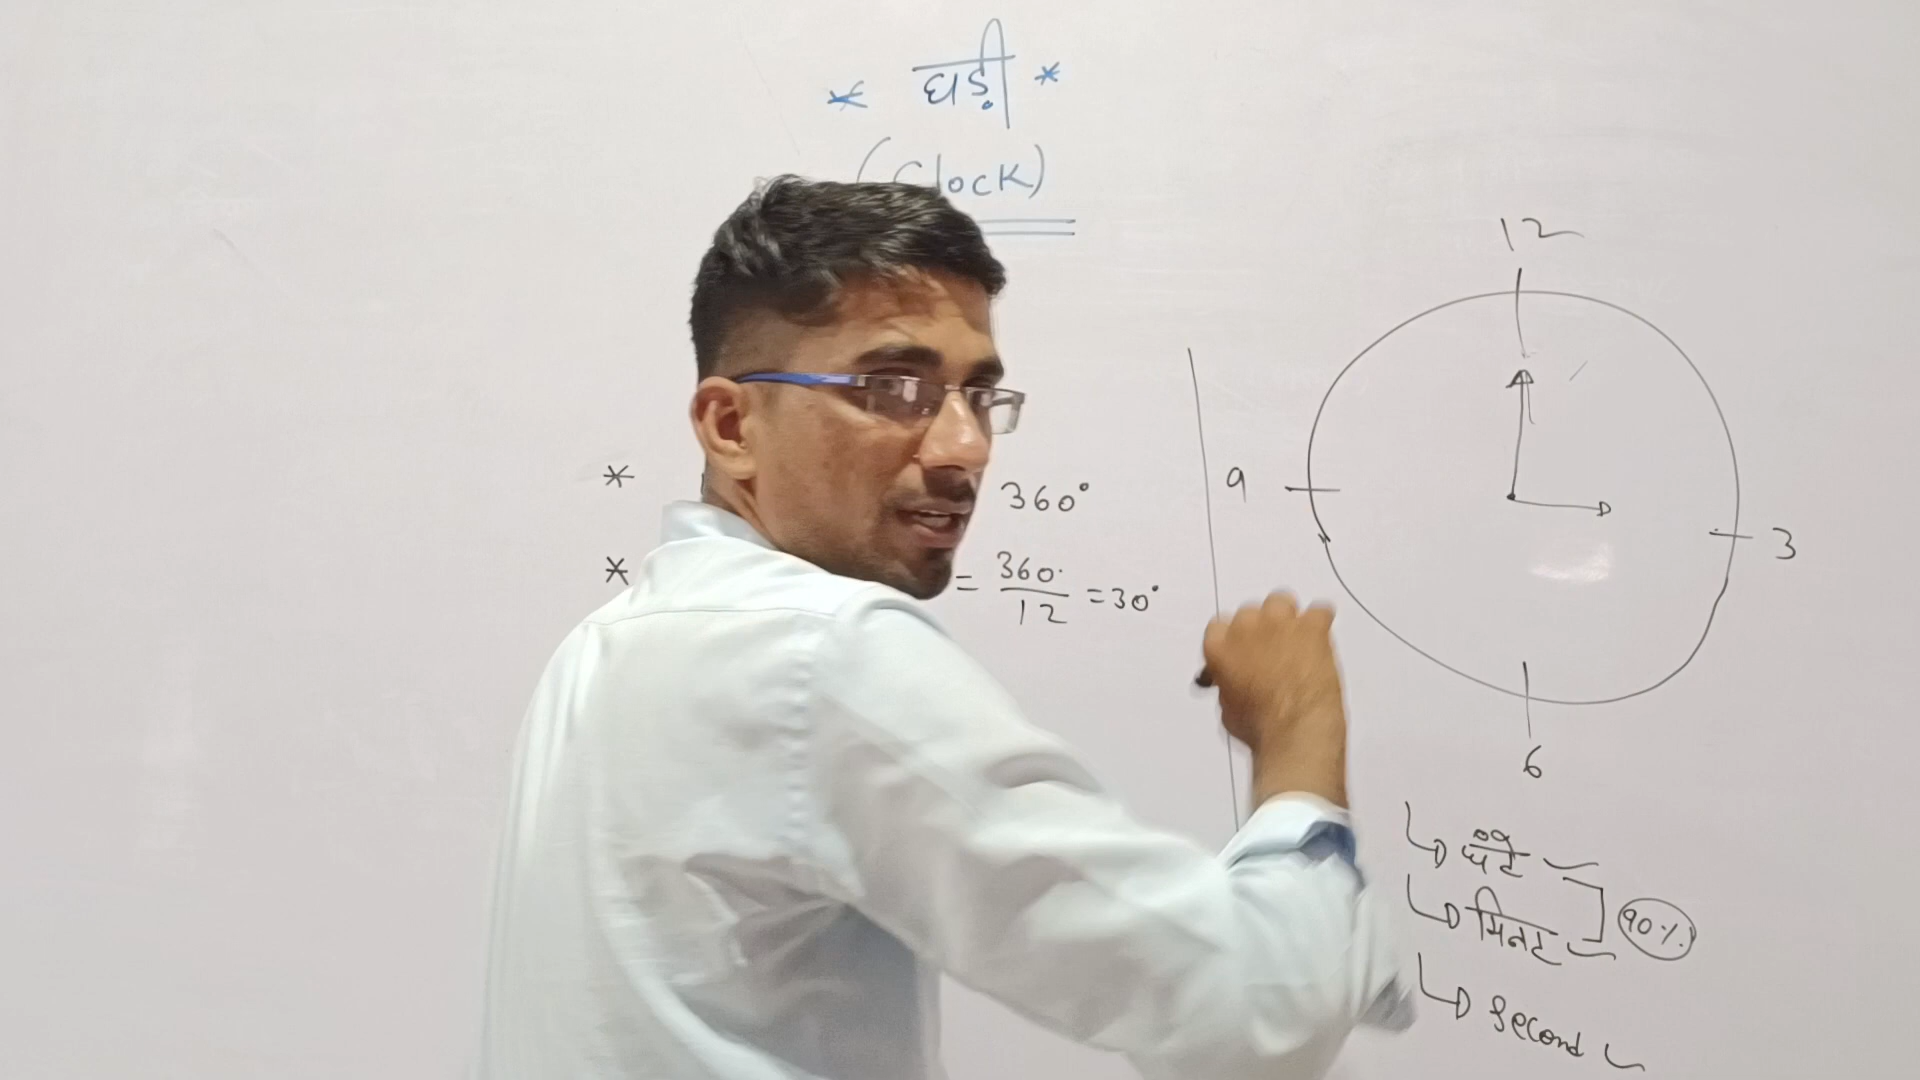 * घड़ी *
(Clock)
* 360°
* = 360° / 12 = 30°
12
9
3
6
घंटे
मिनट
90%
Second